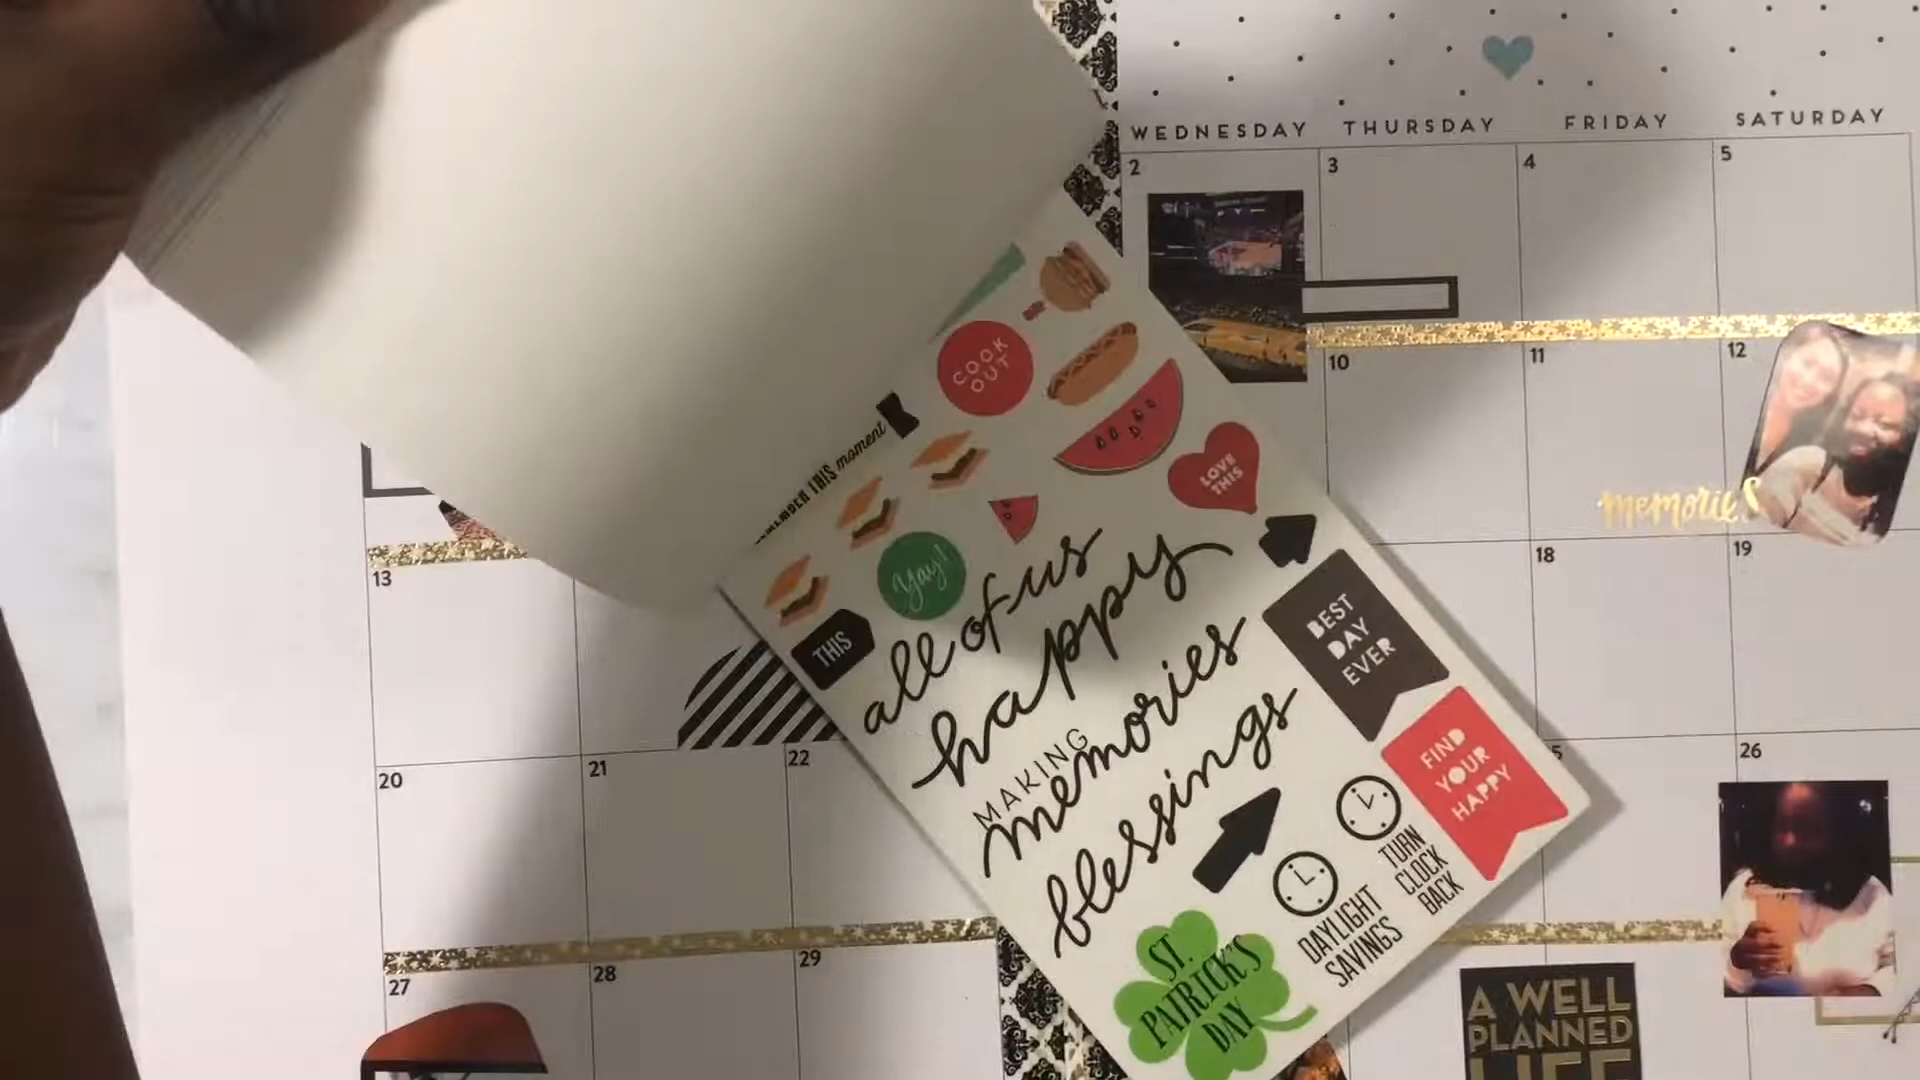 WEDNESDAY THURSDAY FRIDAY SATURDAY
2 3 4 5
10 11 12
memories
13 18 19
20 21 22 26
27 28 29
COOK
OUT
THIS moment
LOVE
THIS
Yay!
THIS
all of us
happy
MAKING
memories
blessings
BEST
DAY
EVER
FIND
YOUR
HAPPY
TURN
CLOCK
BACK
DAYLIGHT
SAVINGS
ST.
PATRICK'S
DAY
A WELL
PLANNED
LIFE